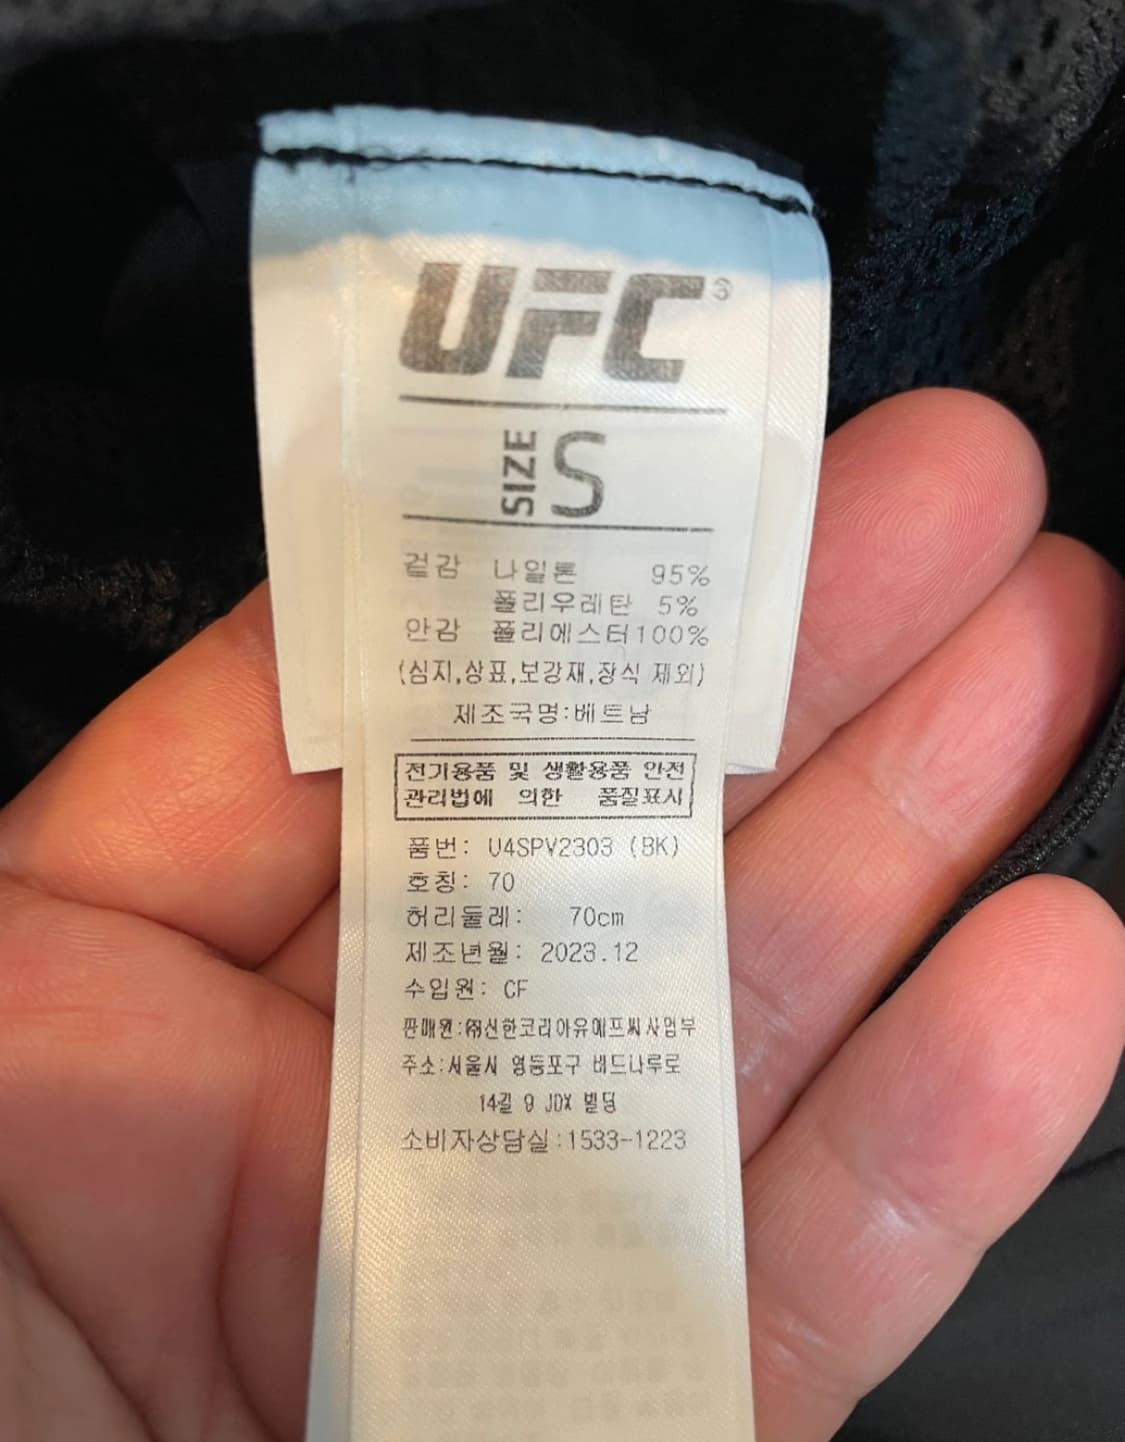 UFC®
SIZE S
겉감 나일론 95%
폴리우레탄 5%
안감 폴리에스터100%
(심지,상표,보강재,장식 제외)
제조국명:베트남
전기용품 및 생활용품 안전
관리법에 의한 품질표시
품번: U4SPV2303 (BK)
호칭: 70
허리둘레: 70cm
제조년월: 2023.12
수입원: CF
판매원:㈜신한코리아유에프씨사업부
주소:서울시 영등포구 버드나루로
14길 9 JDX 빌딩
소비자상담실:1533-1223